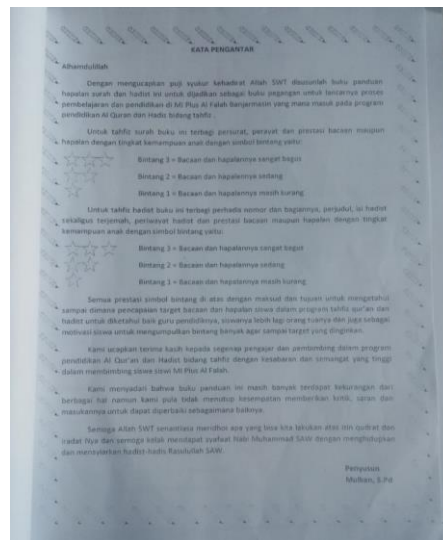 KATA PENGANTAR
Alhamdulillah
Dengan mengucapkan puji syukur kehadirat Allah SWT disusunlah buku panduan
hapalan surah dan hadist ini untuk dijadikan sebagai buku pegangan untuk lancarnya proses
pembelajaran dan pendidikan di MI Plus Al Falah Banjarmasin yang mana masuk pada program
pendidikan Al Quran dan Hadis bidang tahfiz .
Untuk tahfiz surah buku ini terbagi persurat, perayat dan prestasi bacaan maupun
hapalan dengan tingkat kemampuan anak dengan simbol bintang yaitu:
Bintang 3 = Bacaan dan hapalannya sangat bagus
Bintang 2 = Bacaan dan hapalannya sedang
Bintang 1 = Bacaan dan hapalannya masih kurang
Untuk tahfiz hadist buku ini terbagi perhadis nomor dan bagiannya, perjudul, isi hadist
sekaligus terjemah, periwayat hadist dan prestasi bacaan maupun hapalan dengan tingkat
kemampuan anak dengan simbol bintang yaitu:
Bintang 3 = Bacaan dan hapalannya sangat bagus
Bintang 2 = Bacaan dan hapalannya sedang
Bintang 1 = Bacaan dan hapalannya masih kurang
Semua prestasi simbol bintang di atas dengan maksud dan tujuan untuk mengetahui
sampai dimana pencapaian target bacaan dan hapalan siswa dalam program tahfiz qur'an dan
hadist untuk diketahui baik guru pendidiknya, siswanya lebih lagi orang tuanya dan juga sebagai
motivasi siswa untuk mengumpulkan bintang banyak agar sampai target yang diinginkan.
Kami ucapkan terima kasih kepada segenap pengajar dan pembimbing dalam program
pendidikan Al Qur'an dan Hadist bidang tahfiz dengan kesabaran dan semangat yang tinggi
dalam membimbing siswa siswi MI Plus Al Falah.
Kami menyadari bahwa buku panduan ini masih banyak terdapat kekurangan dari
berbagai hal namun kami pula tidak menutup kesempatan memberikan kritik, saran dan
masukannya untuk dapat diperbaiki sebagaimana baiknya.
Semoga Allah SWT senantiasa meridhoi apa yang bisa kita lakukan atas izin qudrat dan
iradat Nya dan semoga kelak mendapat syafaat Nabi Muhammad SAW dengan menghidupkan
dan mensyiarkan hadist-hadis Rasulullah SAW.
Penyusun
Mulkan, S.Pd